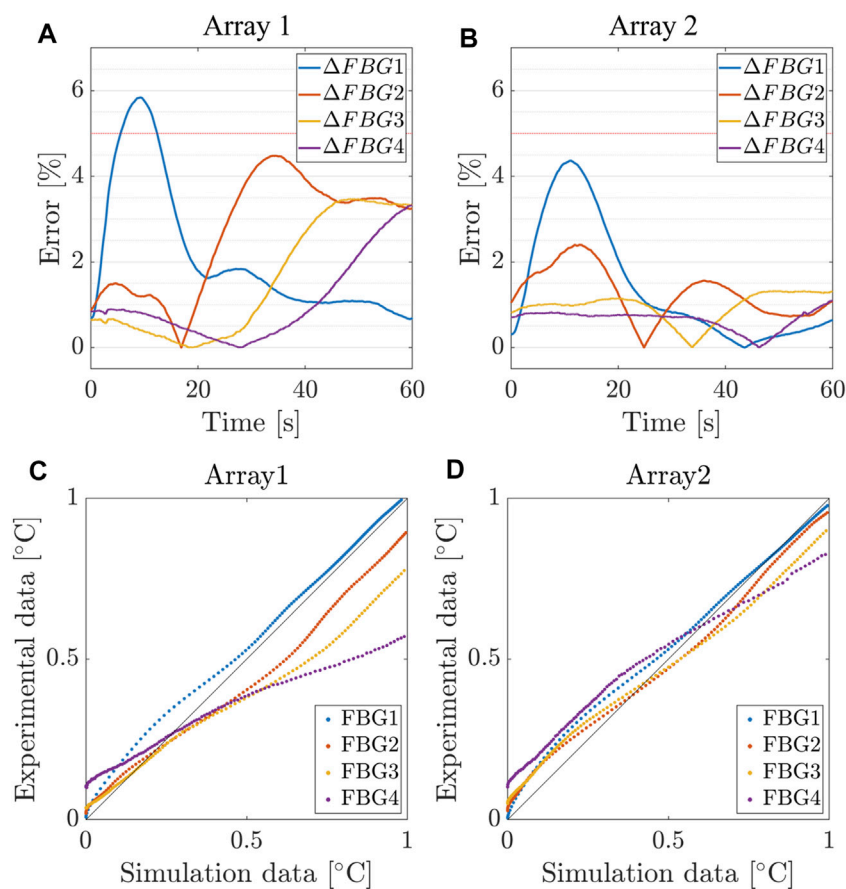 A
Array 1
B
Array 2
Error [%]
6
4
2
0
0
20
40
60
Time [s]
ΔFBG1
ΔFBG2
ΔFBG3
ΔFBG4
Error [%]
6
4
2
0
0
20
40
60
Time [s]
ΔFBG1
ΔFBG2
ΔFBG3
ΔFBG4
C
Array1
D
Array2
Experimental data [°C]
1
0.5
0
0
0.5
1
Simulation data [°C]
FBG1
FBG2
FBG3
FBG4
Experimental data [°C]
1
0.5
0
0
0.5
1
Simulation data [°C]
FBG1
FBG2
FBG3
FBG4